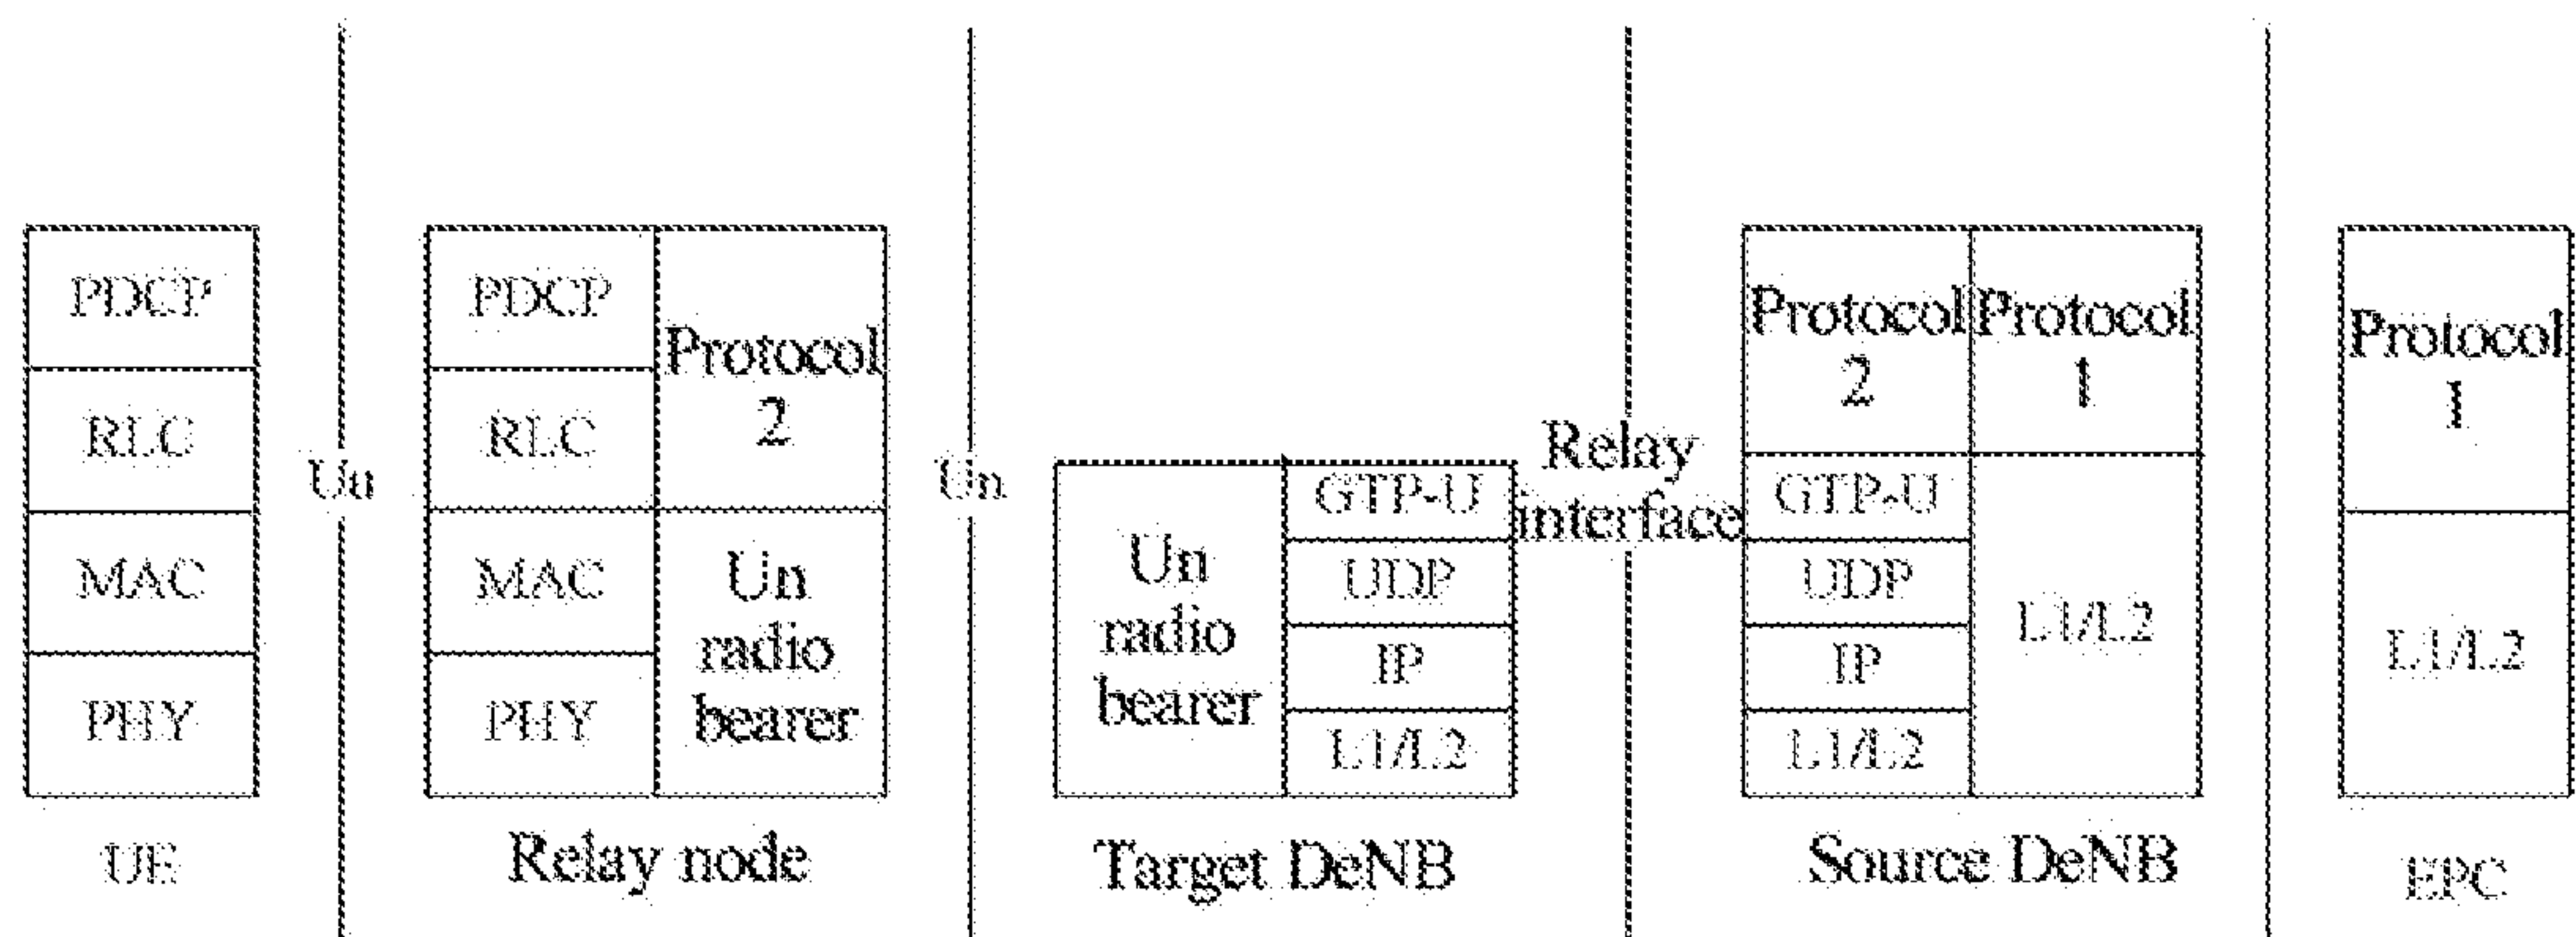 PDCP
RLC
MAC
PHY
UE
Uu
PDCP
RLC
MAC
PHY
Protocol
2
Un
radio
bearer
Relay node
Un
Un
radio
bearer
GTP-U
UDP
IP
L1/L2
Target DeNB
Relay
interface
Protocol
2
GTP-U
UDP
IP
L1/L2
Protocol
1
L1/L2
Source DeNB
Protocol
1
L1/L2
EPC